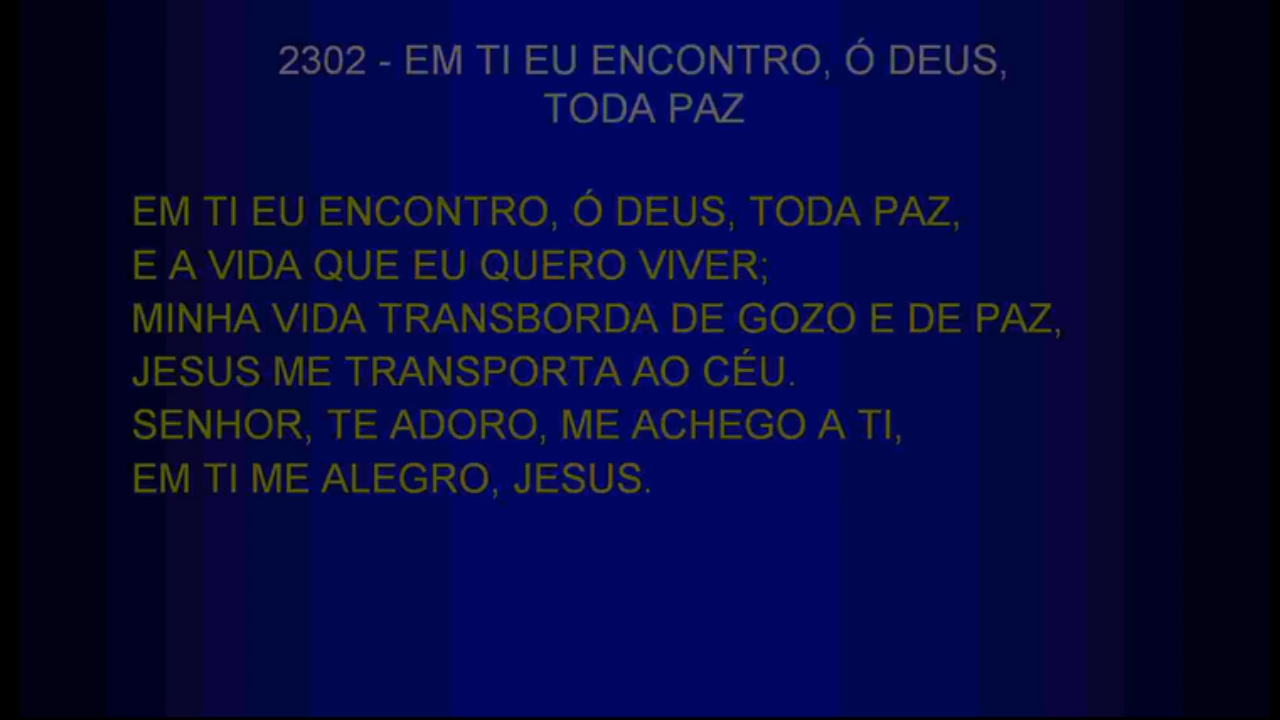 2302 - EM TI EU ENCONTRO, Ó DEUS,
TODA PAZ
EM TI EU ENCONTRO, Ó DEUS, TODA PAZ,
E A VIDA QUE EU QUERO VIVER;
MINHA VIDA TRANSBORDA DE GOZO E DE PAZ,
JESUS ME TRANSPORTA AO CÉU.
SENHOR, TE ADORO, ME ACHEGO A TI,
EM TI ME ALEGRO, JESUS.